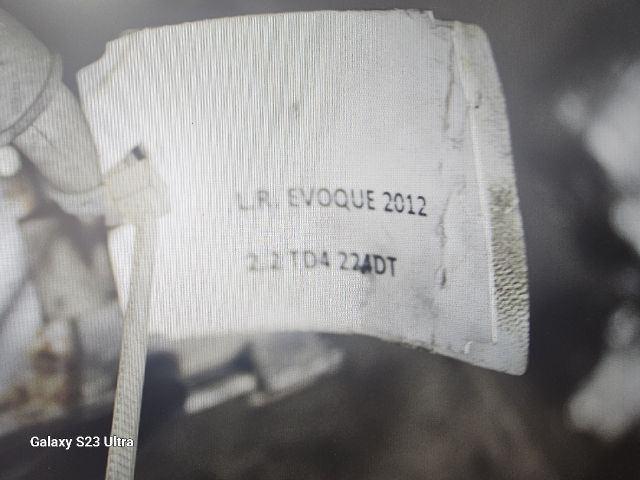 L.R. EVOQUE 2012
2.2 TD4 224DT
Galaxy S23 Ultra